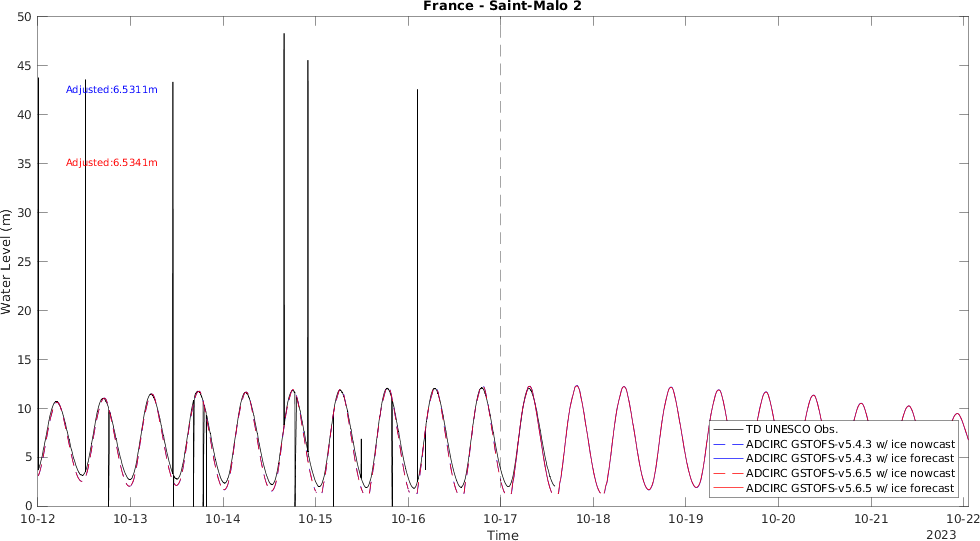 France - Saint-Malo 2
50
45
40
35
30
25
20
15
10
5
0
Water Level (m)
Adjusted:6.5311m
Adjusted:6.5341m
TD UNESCO Obs.
ADCIRC GSTOFS-v5.4.3 w/ ice nowcast
ADCIRC GSTOFS-v5.4.3 w/ ice forecast
ADCIRC GSTOFS-v5.6.5 w/ ice nowcast
ADCIRC GSTOFS-v5.6.5 w/ ice forecast
10-12 10-13 10-14 10-15 10-16 10-17 10-18 10-19 10-20 10-21 10-22
Time
2023